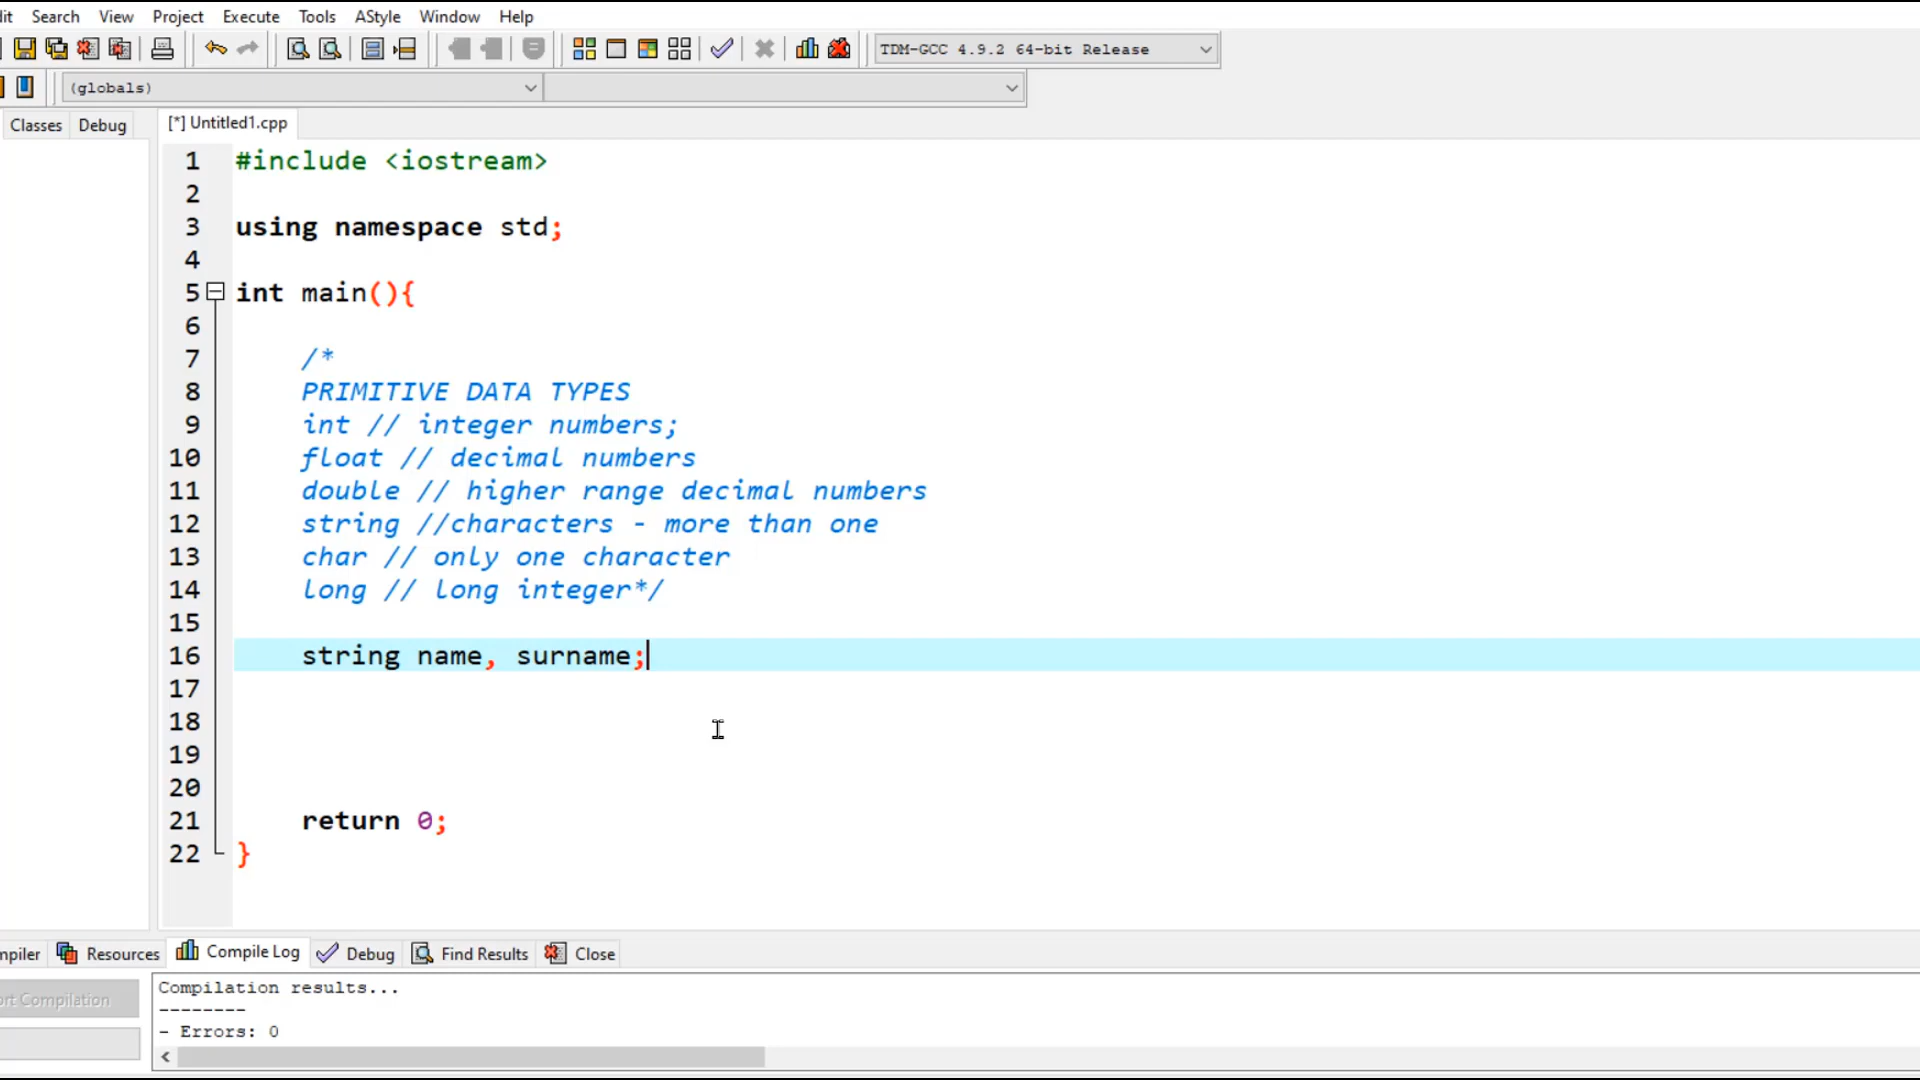 Search View Project Execute Tools AStyle Window Help
TDM-GCC 4.9.2 64-bit Release
(globals)
Classes Debug
[*] Untitled1.cpp
1 #include <iostream>
2
3 using namespace std;
4
5 int main(){
6
7 /*
8 PRIMITIVE DATA TYPES
9 int // integer numbers;
10 float // decimal numbers
11 double // higher range decimal numbers
12 string //characters - more than one
13 char // only one character
14 long // long integer*/
15
16 string name, surname;
17
18
19
20
21 return 0;
22 }
mpiler Resources Compile Log Debug Find Results Close
ort Compilation
Compilation results...
--------
- Errors: 0